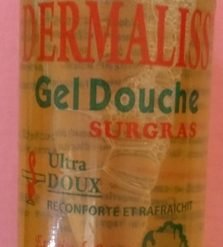 DERMALISS
Gel Douche
SURGRAS
Ultra
DOUX
RECONFORTE ET RAFRAICHIT